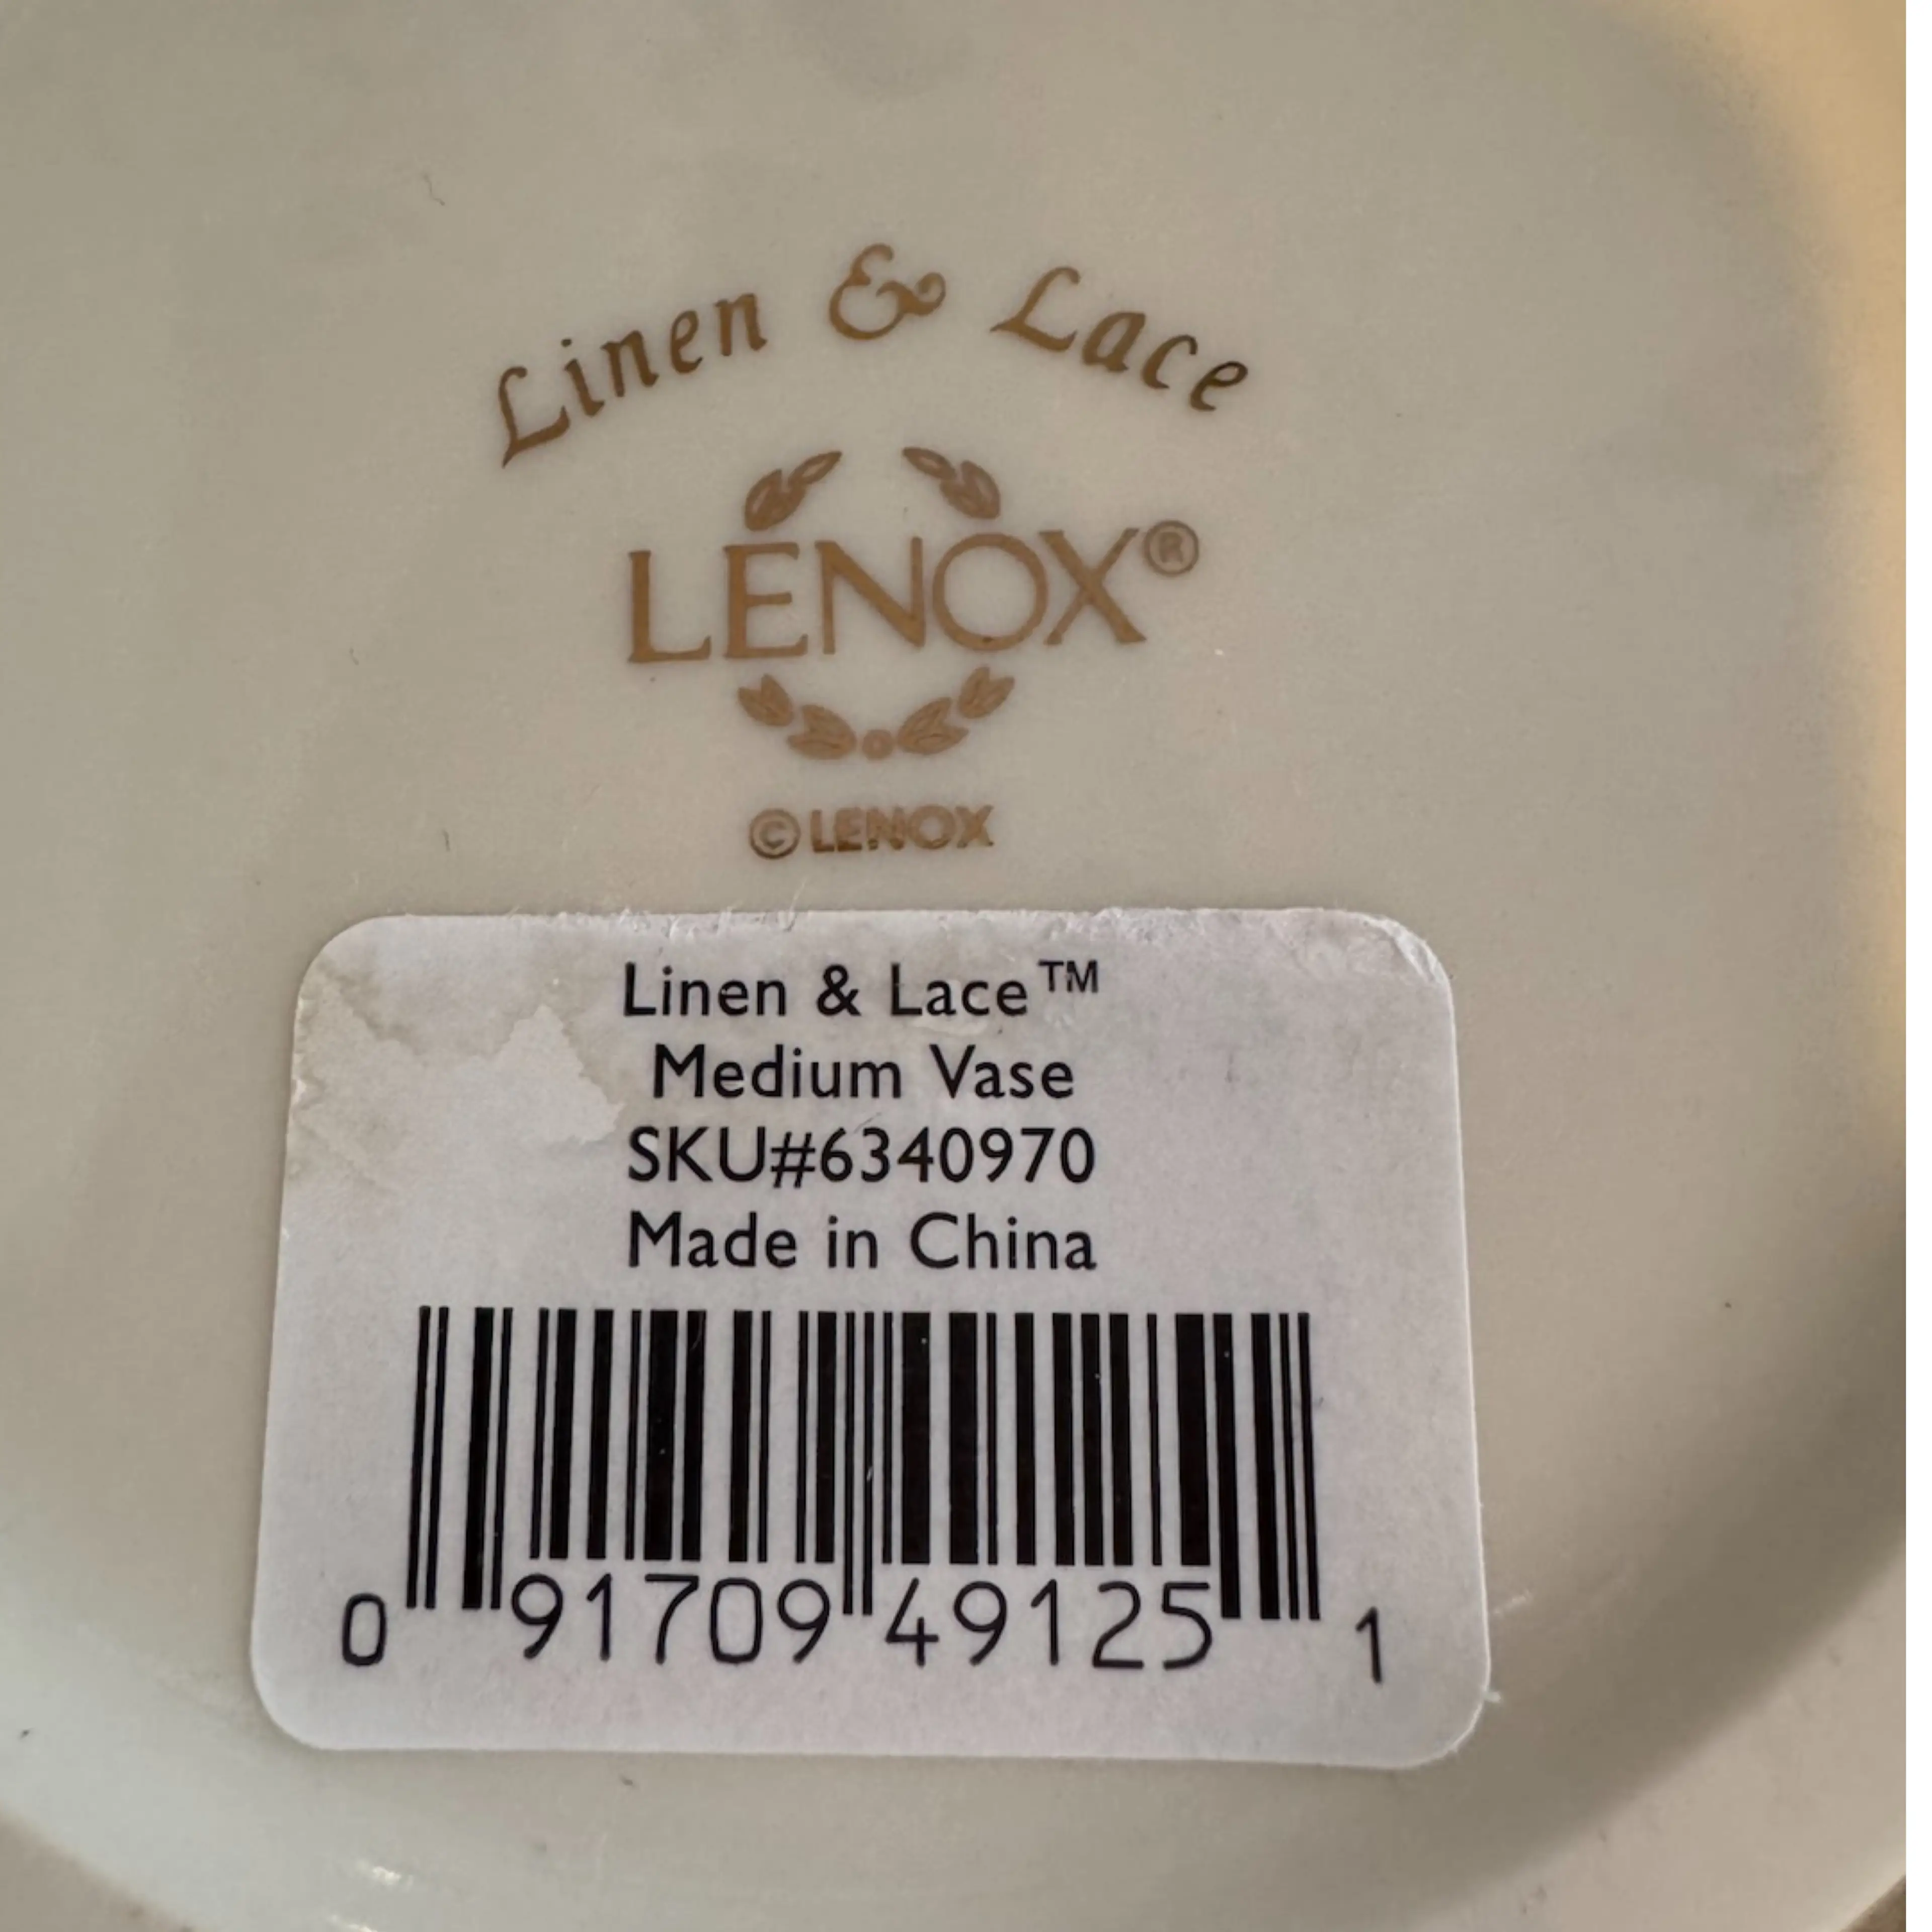 Linen & Lace
LENOX®
©LENOX
Linen & Lace™
Medium Vase
SKU#6340970
Made in China
0 91709 49125 1